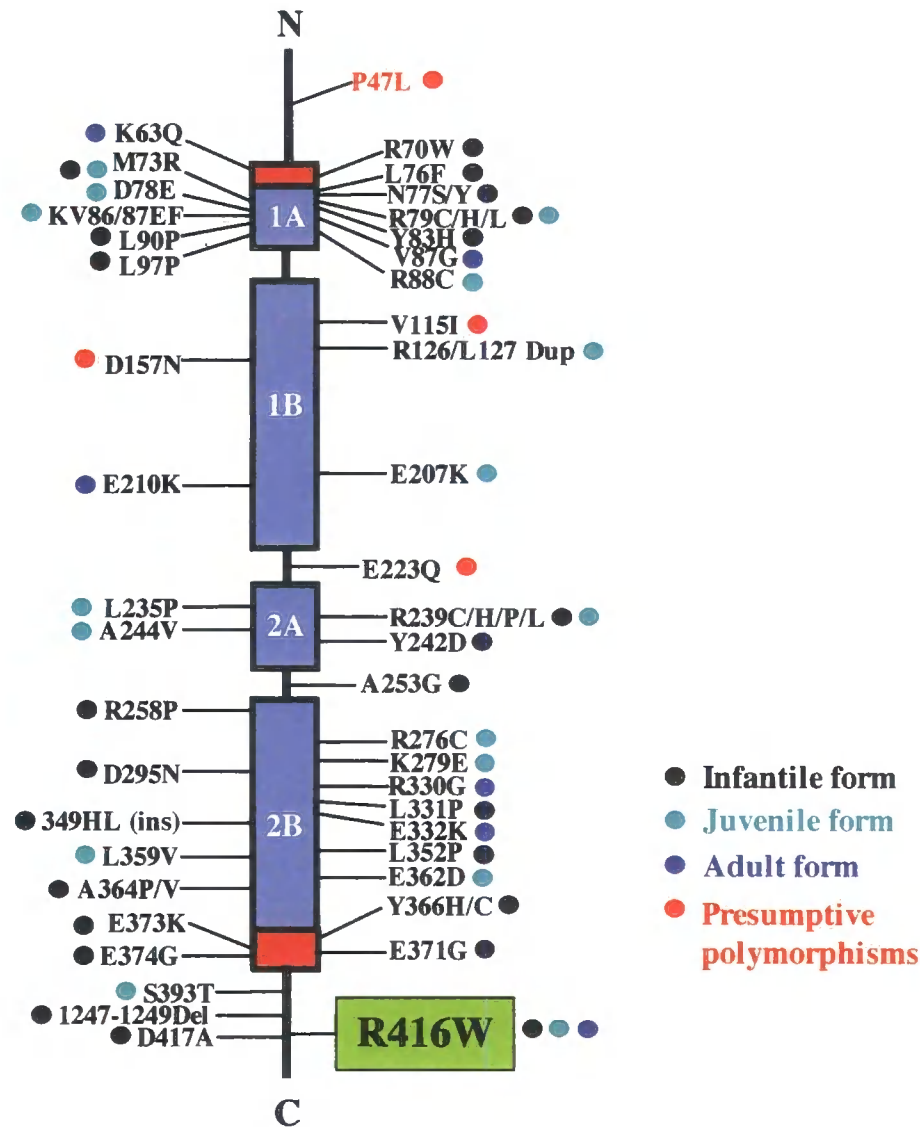 N
P47L
K63Q
M73R
D78E
KV86/87EF
L90P
L97P
R70W
L76F
N77S/Y
R79C/H/L
Y83H
V87G
R88C
1A
V115I
R126/L127 Dup
D157N
1B
E210K
E207K
E223Q
L235P
A244V
2A
R239C/H/P/L
Y242D
A253G
R258P
D295N
349HL (ins)
L359V
A364P/V
E373K
E374G
2B
R276C
K279E
R330G
L331P
E332K
L352P
E362D
Y366H/C
E371G
S393T
1247-1249Del
D417A
R416W
C
Infantile form
Juvenile form
Adult form
Presumptive
polymorphisms